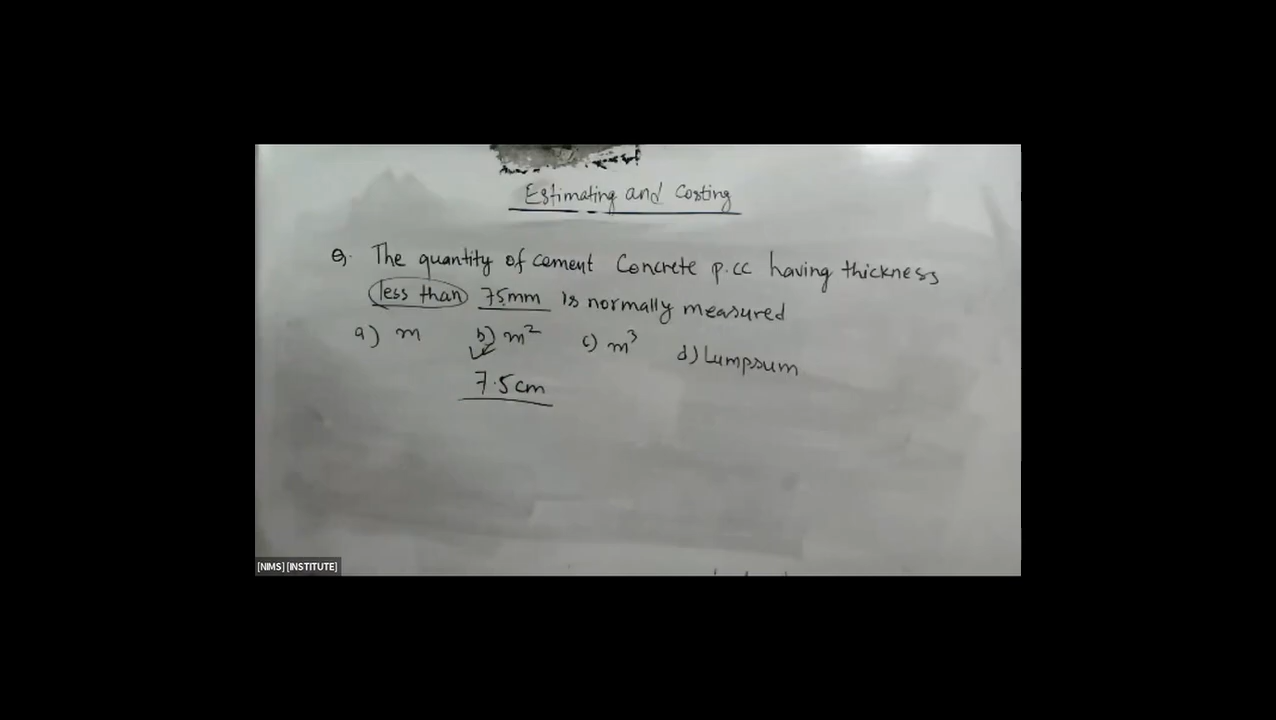 Estimating and Costing
Q. The quantity of cement Concrete p.cc having thickness
less than 75mm is normally measured
a) m b) m² c) m³ d) Lumpsum
7.5cm
[NIMS] [INSTITUTE]